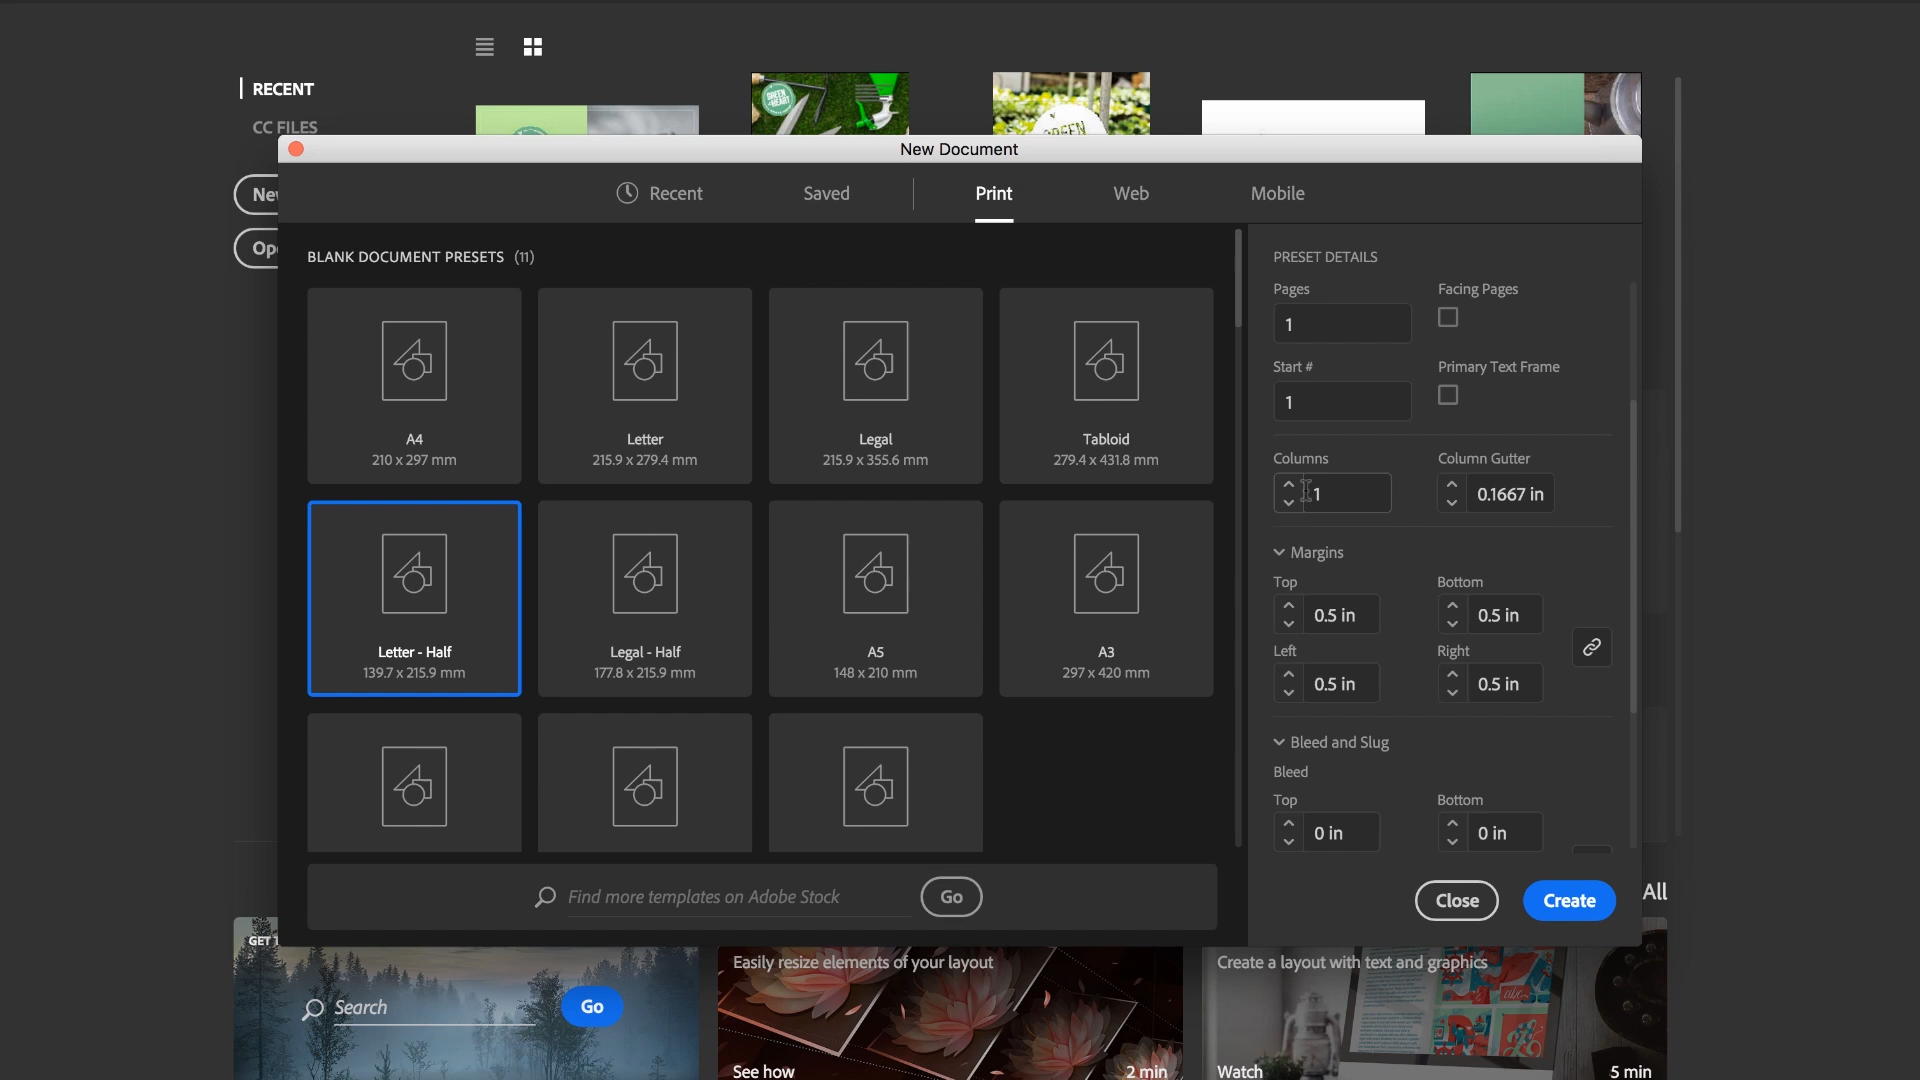 RECENT
CC FILES
GREEN
HEART
GREEN
New Document
Recent
Saved
Print
Web
Mobile
BLANK DOCUMENT PRESETS (11)
A4
210 x 297 mm
Letter
215.9 x 279.4 mm
Legal
215.9 x 355.6 mm
Tabloid
279.4 x 431.8 mm
Letter - Half
139.7 x 215.9 mm
Legal - Half
177.8 x 215.9 mm
A5
148 x 210 mm
A3
297 x 420 mm
Find more templates on Adobe Stock
Go
PRESET DETAILS
Pages
1
Facing Pages
Start #
1
Primary Text Frame
Columns
1
Column Gutter
0.1667 in
Margins
Top
0.5 in
Bottom
0.5 in
Left
0.5 in
Right
0.5 in
Bleed and Slug
Bleed
Top
0 in
Bottom
0 in
Close
Create
All
GET
Search
Go
Easily resize elements of your layout
See how
2 min
Create a layout with text and graphics
Watch
5 min